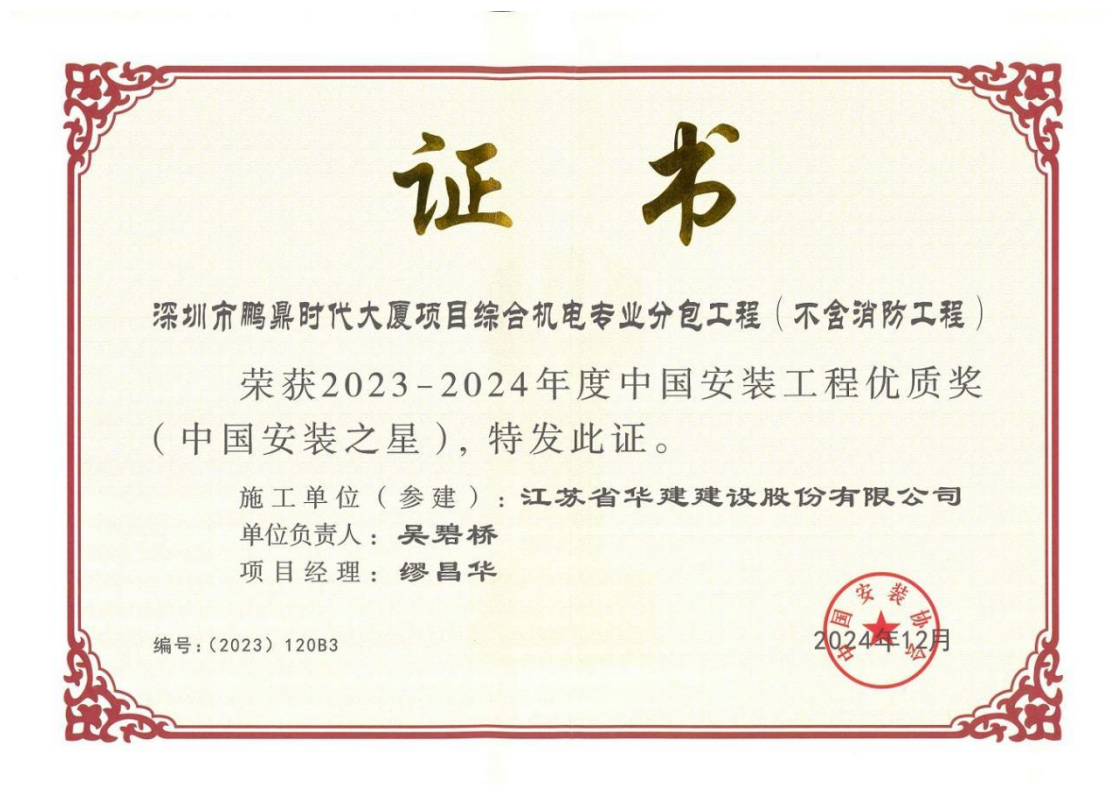 证书
深圳市鹏鼎时代大厦项目综合机电专业分包工程（不含消防工程）
荣获2023-2024年度中国安装工程优质奖
（中国安装之星），特发此证。
施工单位（参建）：江苏省华建建设股份有限公司
单位负责人：吴碧桥
项目经理：缪昌华
中国安装协会
编号：（2023）120B3
2024年12月